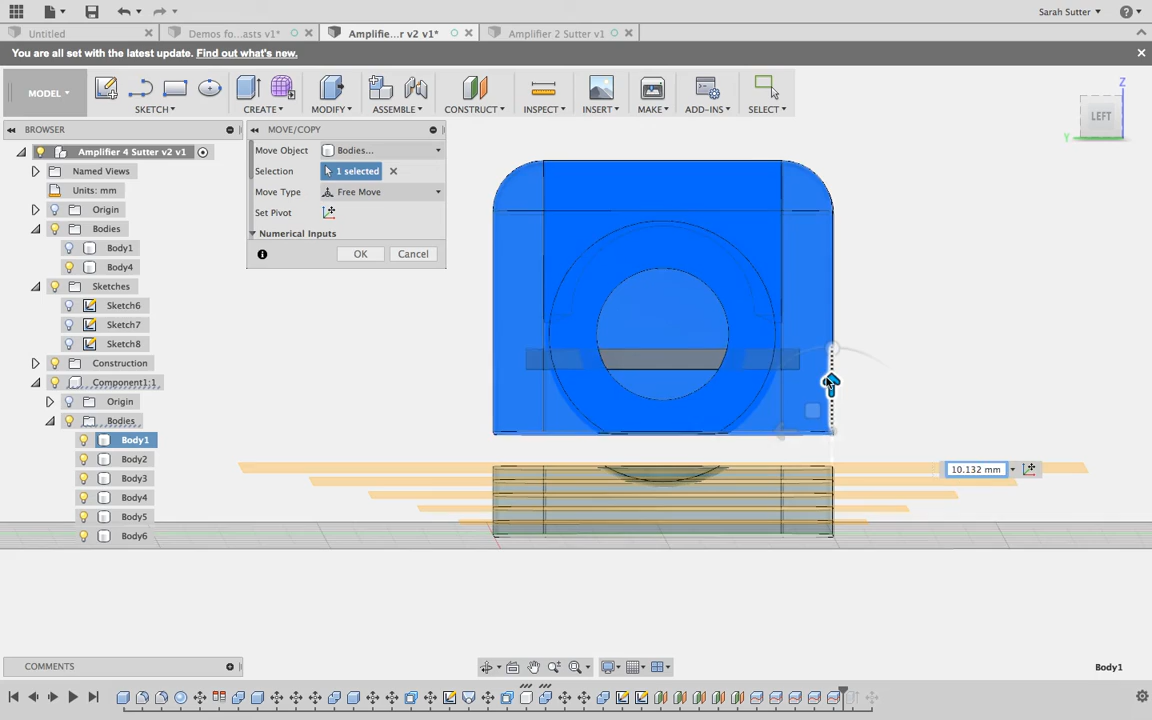 Sarah Sutter
Untitled
Demos fo...asts v1*
Amplifie...r v2 v1*
Amplifier 2 Sutter v1
You are all set with the latest update. Find out what's new.
MODEL
SKETCH
CREATE
MODIFY
ASSEMBLE
CONSTRUCT
INSPECT
INSERT
MAKE
ADD-INS
SELECT
Z
LEFT
Y
BROWSER
Amplifier 4 Sutter v2 v1
Named Views
Units: mm
Origin
Bodies
Body1
Body4
Sketches
Sketch6
Sketch7
Sketch8
Construction
Component1:1
Origin
Bodies
Body1
Body2
Body3
Body4
Body5
Body6
MOVE/COPY
Move Object Bodies...
Selection 1 selected
Move Type Free Move
Set Pivot
Numerical Inputs
OK Cancel
10.132 mm
COMMENTS
Body1